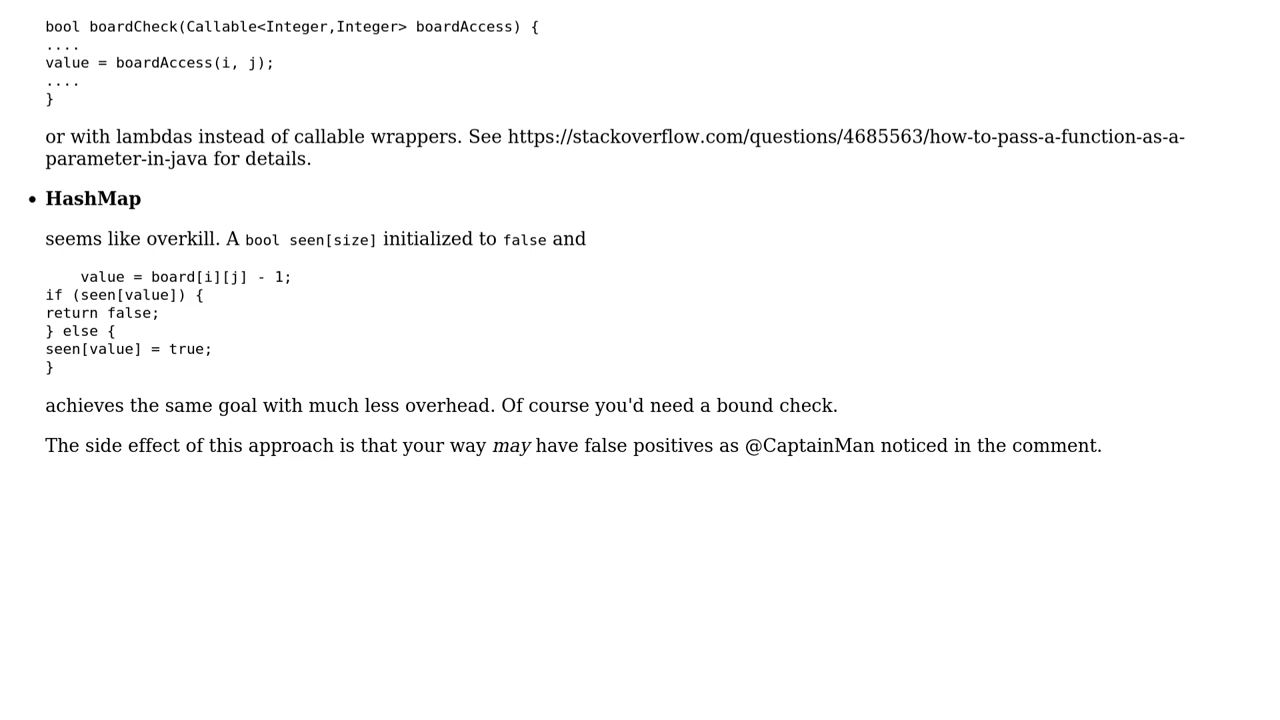 bool boardCheck(Callable<Integer,Integer> boardAccess) {
....
value = boardAccess(i, j);
....
}
or with lambdas instead of callable wrappers. See https://stackoverflow.com/questions/4685563/how-to-pass-a-function-as-a-
parameter-in-java for details.
• HashMap
seems like overkill. A bool seen[size] initialized to false and
    value = board[i][j] - 1;
if (seen[value]) {
return false;
} else {
seen[value] = true;
}
achieves the same goal with much less overhead. Of course you'd need a bound check.
The side effect of this approach is that your way may have false positives as @CaptainMan noticed in the comment.